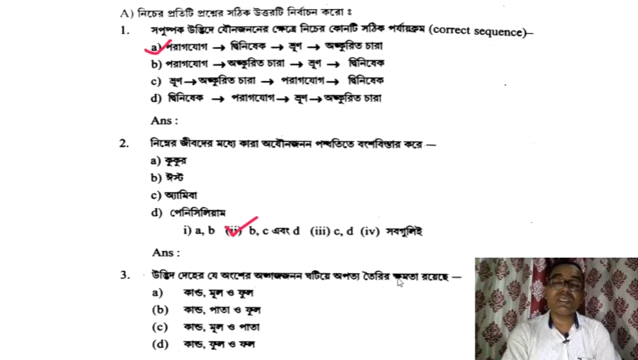 A) নিচের প্রতিটি প্রশ্নের সঠিক উত্তরটি নির্বাচন করো ঃ
1. সপুষ্পক উদ্ভিদে যৌনজননের ক্ষেত্রে নিচের কোনটি সঠিক পর্যায়ক্রম (correct sequence)–
a) পরাগযোগ → দ্বিনিষেক → ভ্রূণ → অঙ্কুরিত চারা
b) পরাগযোগ → অঙ্কুরিত চারা → ভ্রূণ → দ্বিনিষেক
c) ভ্রূণ → অঙ্কুরিত চারা → পরাগযোগ → দ্বিনিষেক
d) দ্বিনিষেক → পরাগযোগ → ভ্রূণ → অঙ্কুরিত চারা
Ans :
2. নিম্নের জীবদের মধ্যে কারা অযৌনজনন পদ্ধতিতে বংশবিস্তার করে —
a) কুকুর
b) ঈস্ট
c) অ্যামিবা
d) পেনিসিলিয়াম
i) a, b (ii) b, c এবং d (iii) c, d (iv) সবগুলিই
Ans :
3. উদ্ভিদ দেহের যে অংশের অঙ্গজজনন ঘটিয়ে অপত্য তৈরির ক্ষমতা রয়েছে —
a) কান্ড, মূল ও ফুল
(b) কান্ড, পাতা ও ফুল
(c) কান্ড, মূল ও পাতা
(d) কান্ড, ফুল ও ফল